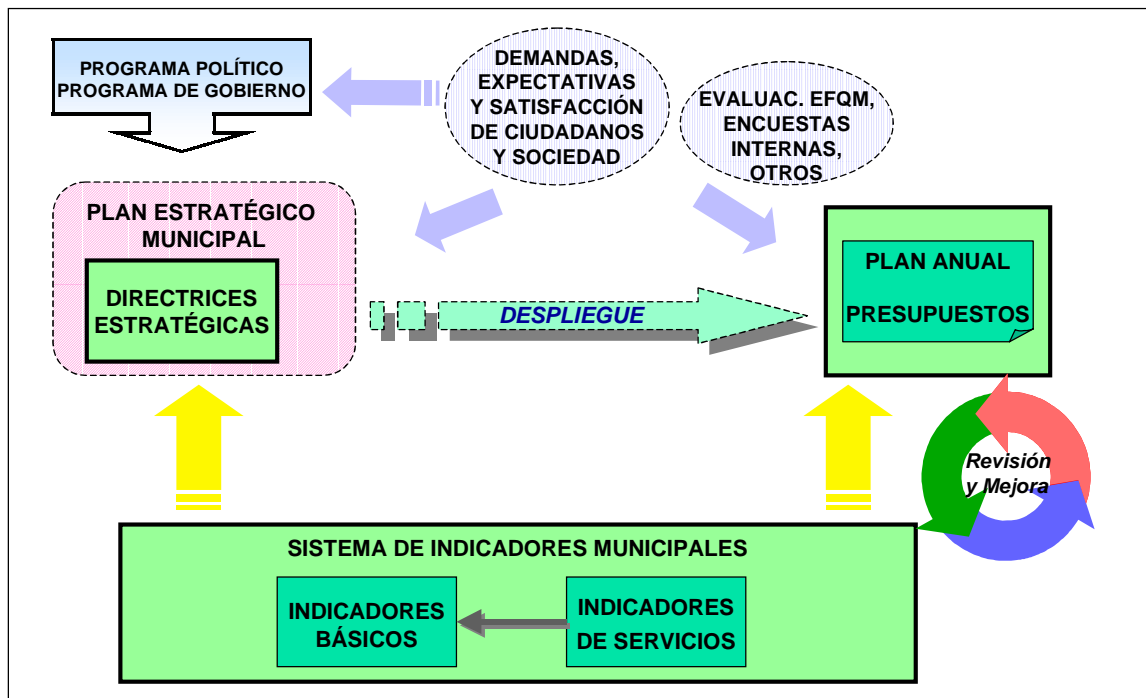 PROGRAMA POLÍTICO
PROGRAMA DE GOBIERNO
DEMANDAS,
EXPECTATIVAS
Y SATISFACCIÓN
DE CIUDADANOS
Y SOCIEDAD
EVALUAC. EFQM,
ENCUESTAS
INTERNAS,
OTROS
PLAN ESTRATÉGICO
MUNICIPAL
DIRECTRICES
ESTRATÉGICAS
DESPLIEGUE
PLAN ANUAL
PRESUPUESTOS
Revisión
y Mejora
SISTEMA DE INDICADORES MUNICIPALES
INDICADORES
BÁSICOS
INDICADORES
DE SERVICIOS